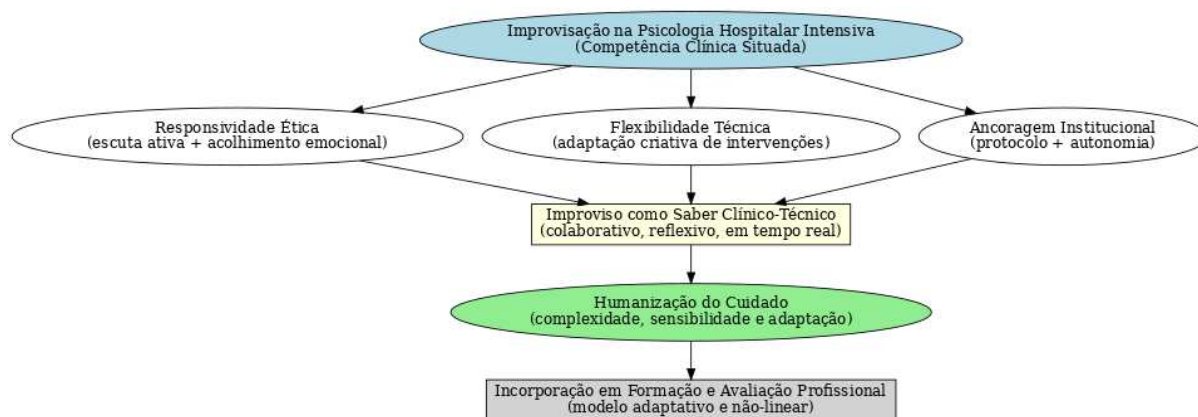 Improvisação na Psicologia Hospitalar Intensiva
(Competência Clínica Situada)
Responsividade Ética
(escuta ativa + acolhimento emocional)
Flexibilidade Técnica
(adaptação criativa de intervenções)
Ancoragem Institucional
(protocolo + autonomia)
Improviso como Saber Clínico-Técnico
(colaborativo, reflexivo, em tempo real)
Humanização do Cuidado
(complexidade, sensibilidade e adaptação)
Incorporação em Formação e Avaliação Profissional
(modelo adaptativo e não-linear)